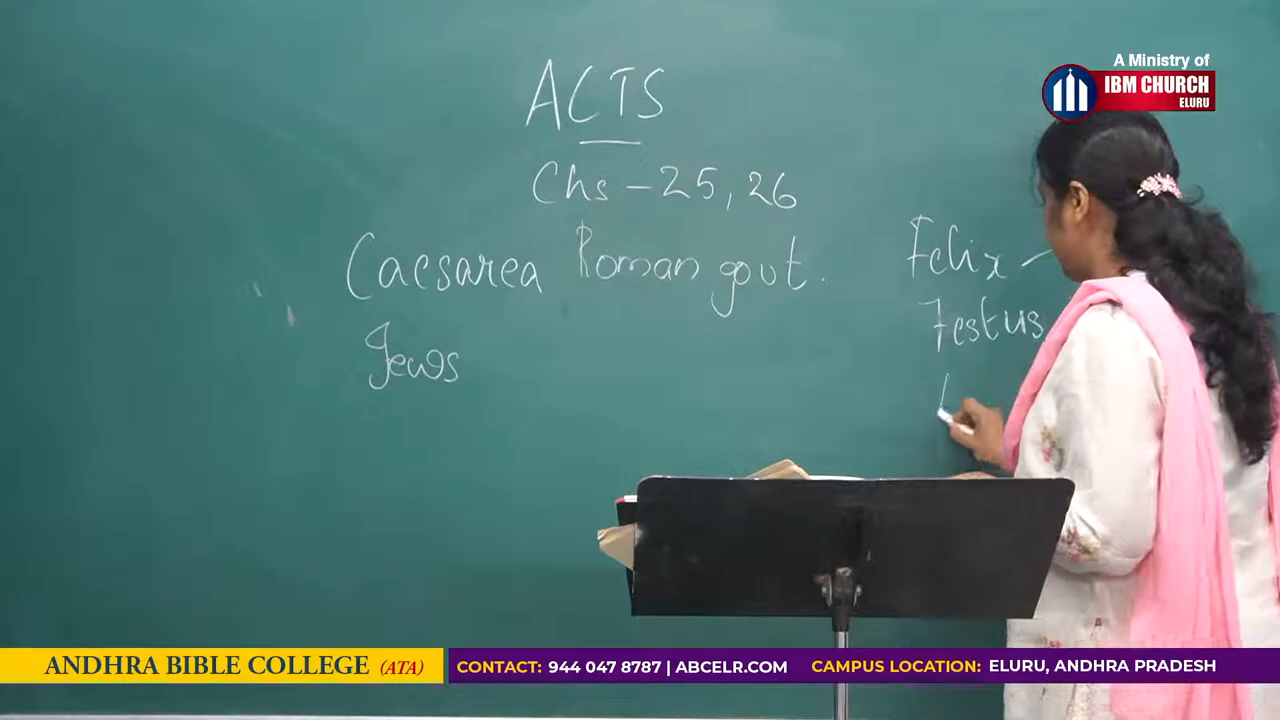 A Ministry of
IBM CHURCH
ELURU
ACTS
Chs - 25, 26
Caesarea Roman govt.
Jews
Felix -
Festus
ANDHRA BIBLE COLLEGE (ATA)
CONTACT: 944 047 8787 | ABCELR.COM
CAMPUS LOCATION: ELURU, ANDHRA PRADESH